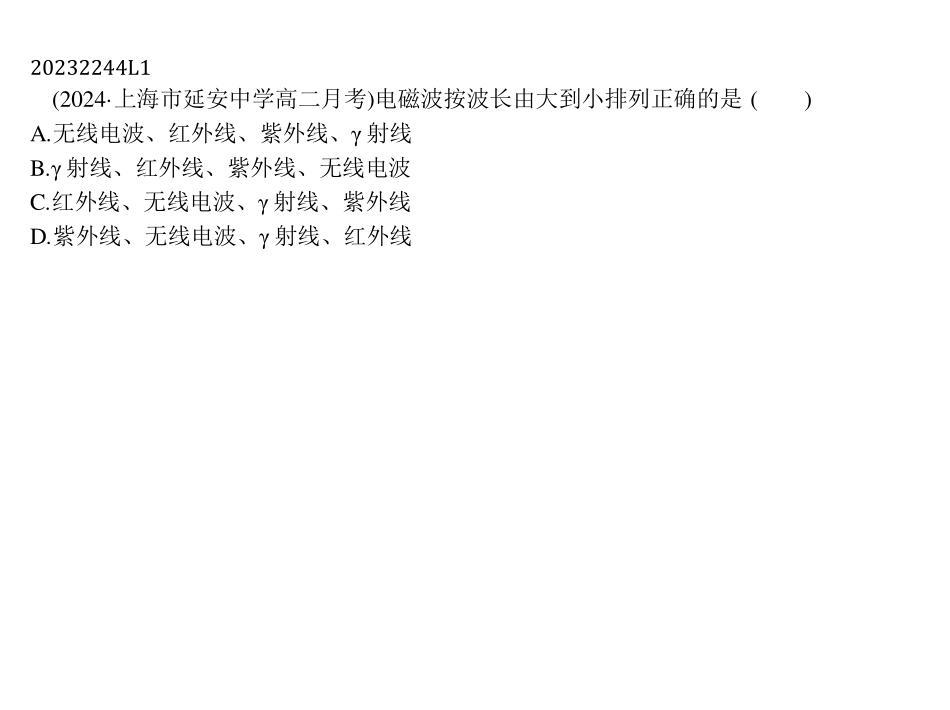 20232244L1
(2024·上海市延安中学高二月考)电磁波按波长由大到小排列正确的是 (　　)
A.无线电波、红外线、紫外线、γ 射线
B.γ 射线、红外线、紫外线、无线电波
C.红外线、无线电波、γ 射线、紫外线
D.紫外线、无线电波、γ 射线、红外线